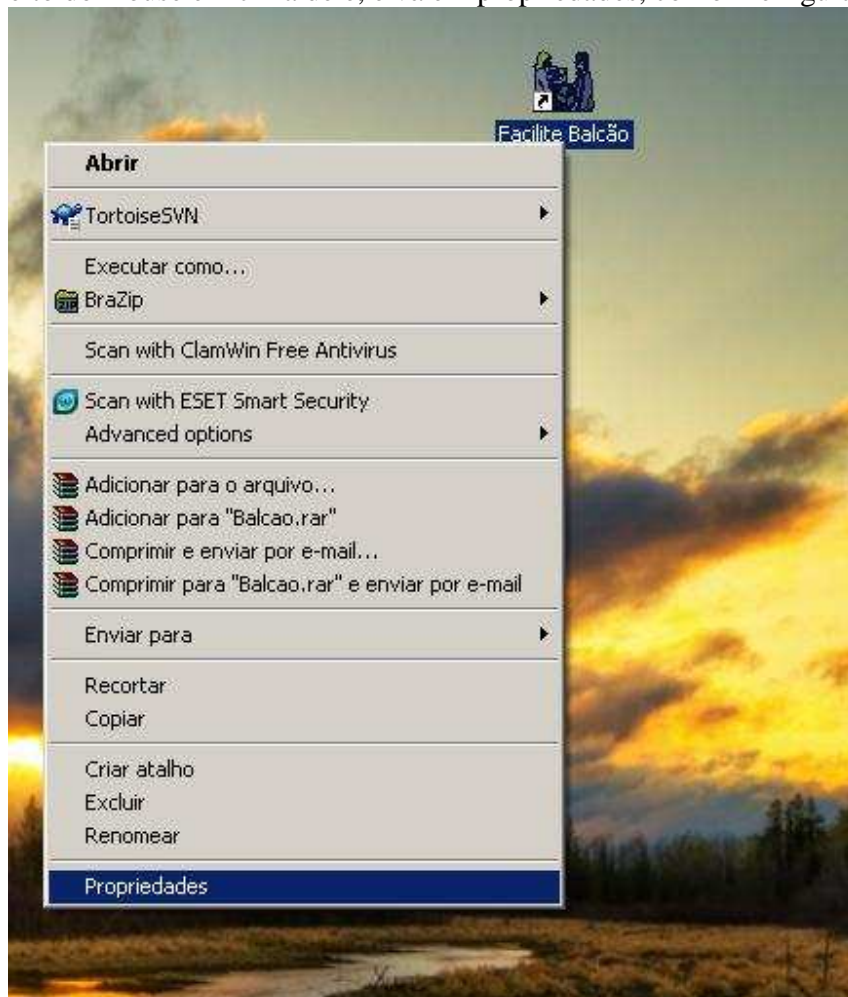 Facilite Balcão
Abrir
TortoiseSVN
Executar como...
BraZip
Scan with ClamWin Free Antivirus
Scan with ESET Smart Security
Advanced options
Adicionar para o arquivo...
Adicionar para "Balcao.rar"
Comprimir e enviar por e-mail...
Comprimir para "Balcao.rar" e enviar por e-mail
Enviar para
Recortar
Copiar
Criar atalho
Excluir
Renomear
Propriedades